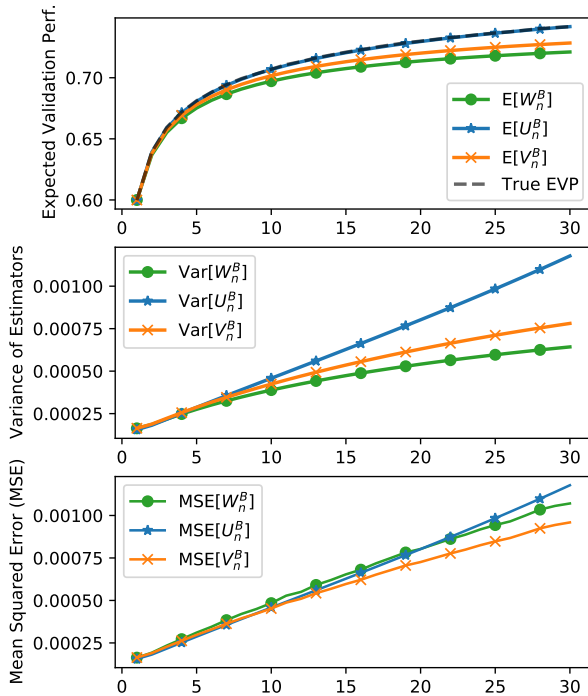 Expected Validation Perf.
0.70
0.65
0.60
E[W_n^B]
E[U_n^B]
E[V_n^B]
True EVP
0 5 10 15 20 25 30
Variance of Estimators
0.00100
0.00075
0.00050
0.00025
Var[W_n^B]
Var[U_n^B]
Var[V_n^B]
0 5 10 15 20 25 30
Mean Squared Error (MSE)
0.00100
0.00075
0.00050
0.00025
MSE[W_n^B]
MSE[U_n^B]
MSE[V_n^B]
0 5 10 15 20 25 30